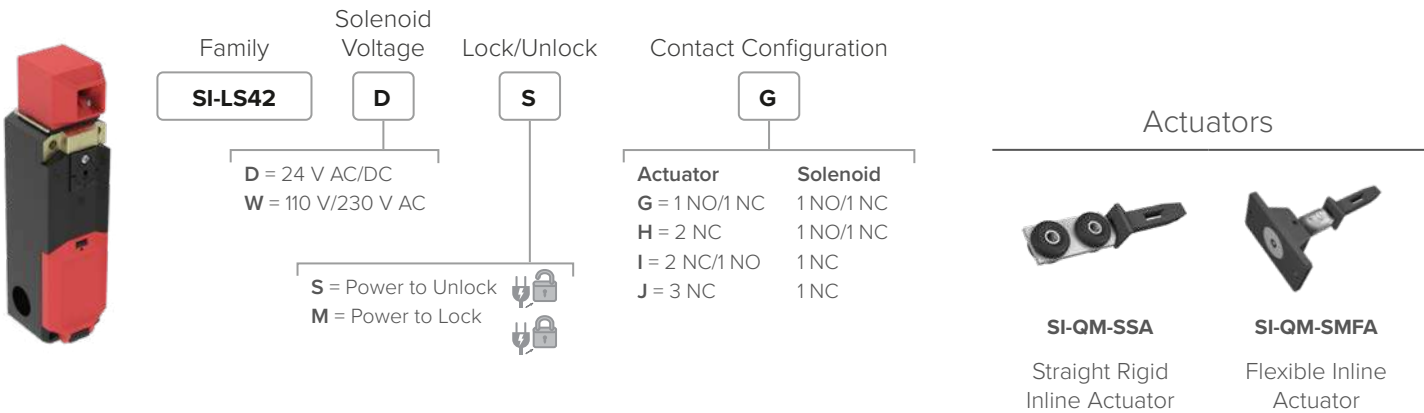 Family
Solenoid
Voltage
Lock/Unlock
Contact Configuration
SI-LS42
D
S
G
D = 24 V AC/DC
W = 110 V/230 V AC
S = Power to Unlock
M = Power to Lock
Actuator Solenoid
G = 1 NO/1 NC 1 NO/1 NC
H = 2 NC 1 NO/1 NC
I = 2 NC/1 NO 1 NC
J = 3 NC 1 NC
Actuators
SI-QM-SSA
Straight Rigid
Inline Actuator
SI-QM-SMFA
Flexible Inline
Actuator